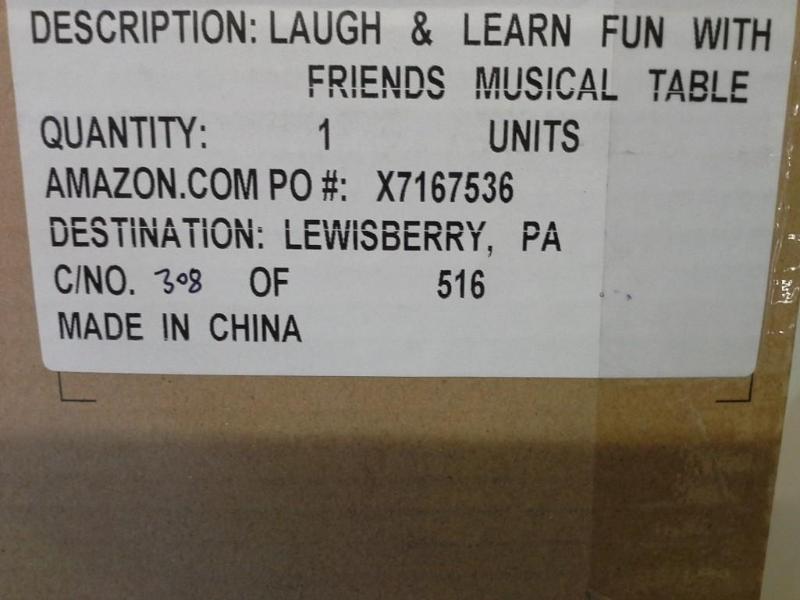 DESCRIPTION: LAUGH & LEARN FUN WITH
FRIENDS MUSICAL TABLE
QUANTITY: 1 UNITS
AMAZON.COM PO #: X7167536
DESTINATION: LEWISBERRY, PA
C/NO. 308 OF 516
MADE IN CHINA